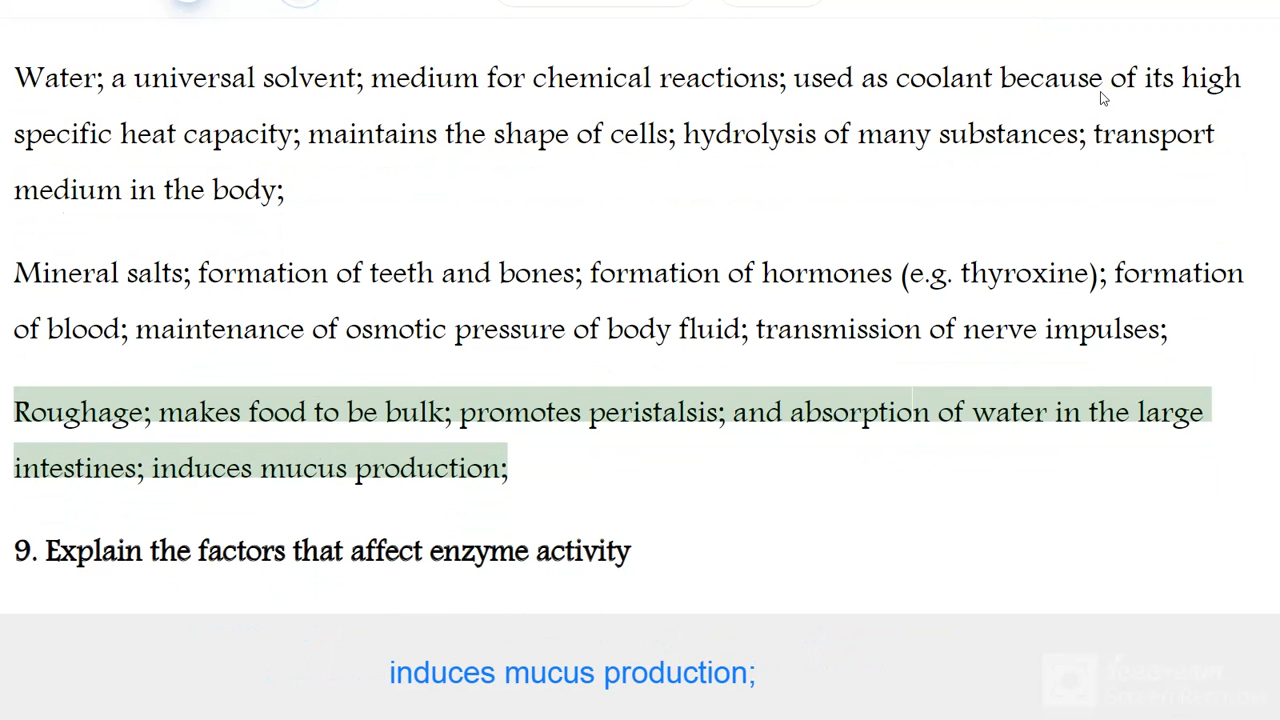 Water; a universal solvent; medium for chemical reactions; used as coolant because of its high
specific heat capacity; maintains the shape of cells; hydrolysis of many substances; transport
medium in the body;
Mineral salts; formation of teeth and bones; formation of hormones (e.g. thyroxine); formation
of blood; maintenance of osmotic pressure of body fluid; transmission of nerve impulses;
Roughage; makes food to be bulk; promotes peristalsis; and absorption of water in the large
intestines; induces mucus production;
9. Explain the factors that affect enzyme activity
induces mucus production;
Screen Recorder